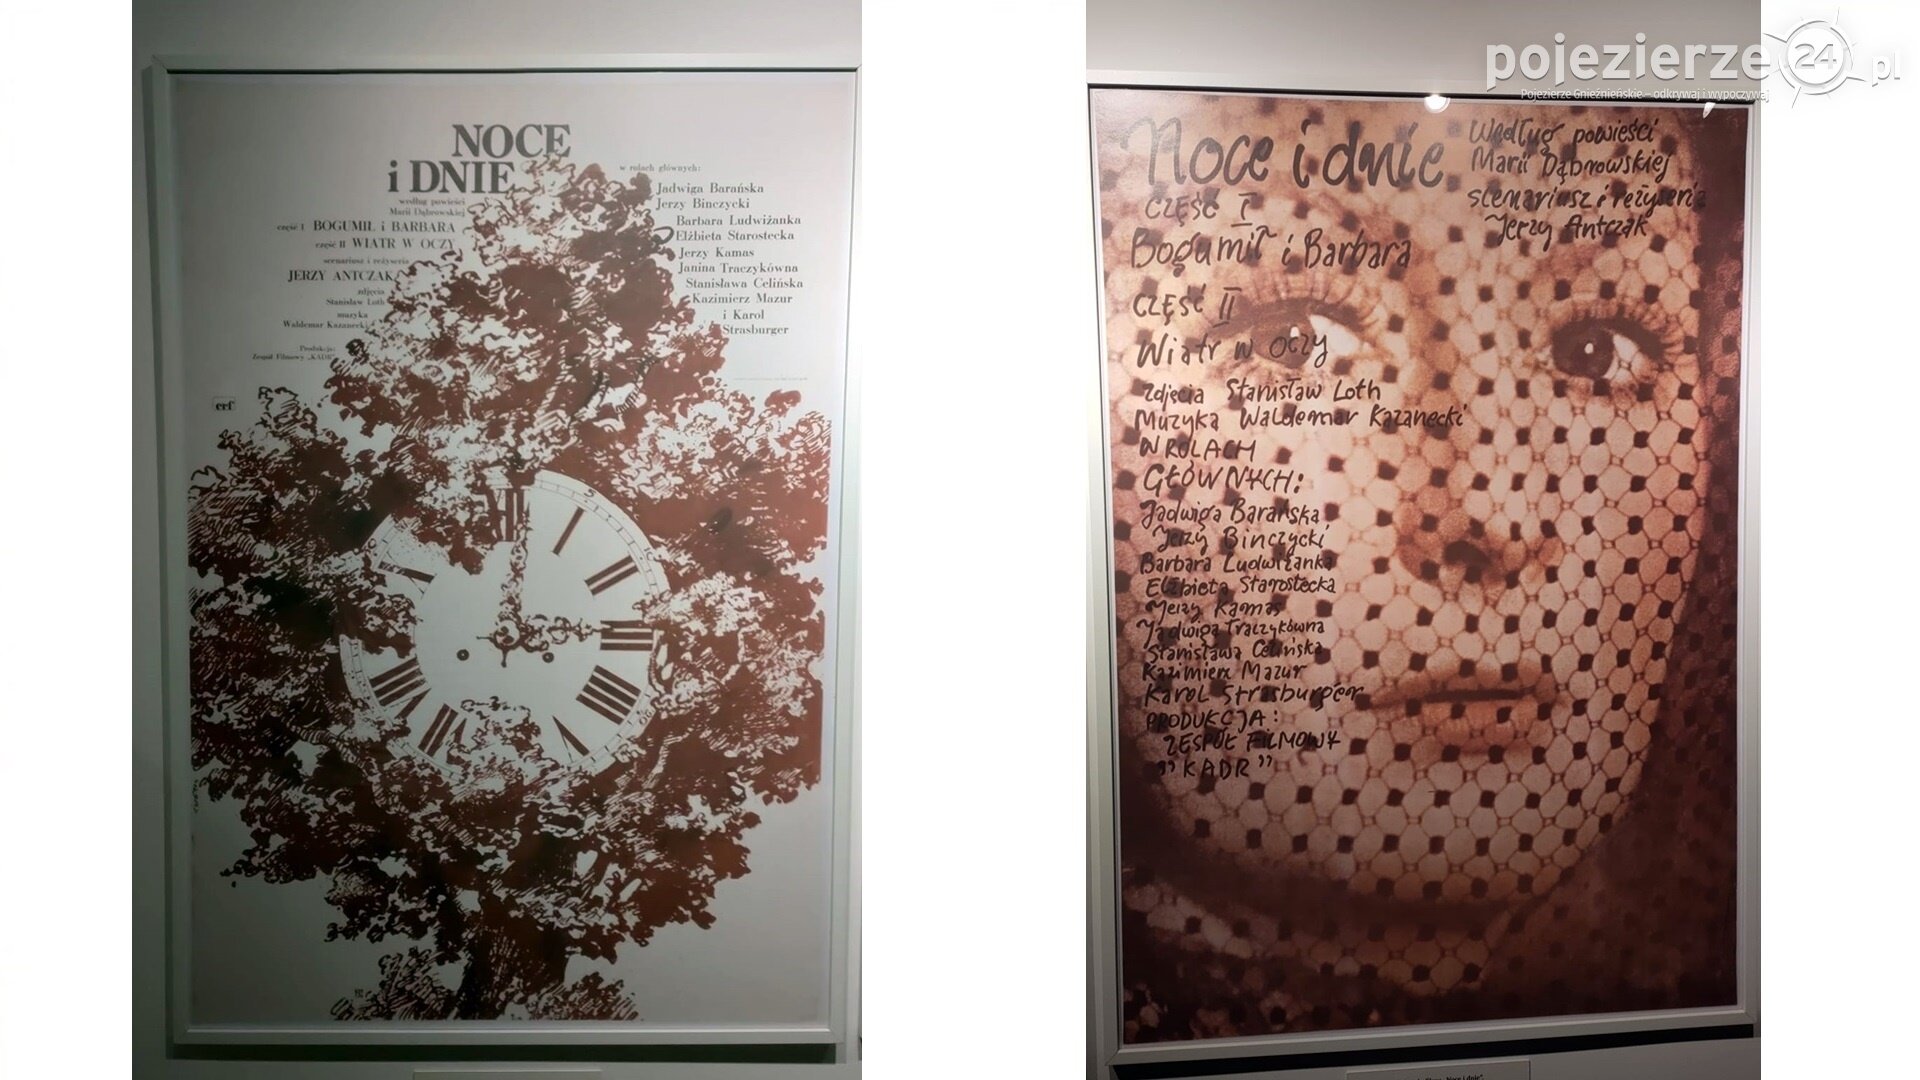 NOCE
i DNIE
według powieści
Marii Dąbrowskiej
część I BOGUMIŁ i BARBARA
część II WIATR W OCZY
scenariusz i reżyseria
JERZY ANTCZAK
zdjęcia
Stanisław Loth
muzyka
Waldemar Kazanecki
Produkcja:
Zespół Filmowy „KADR"
w rolach głównych:
Jadwiga Barańska
Jerzy Binczycki
Barbara Ludwiżanka
Elżbieta Starostecka
Jerzy Kamas
Janina Traczykówna
Stanisława Celińska
Kazimierz Mazur
i Karol
Strasburger
crf
pojezierze24.pl
Pojezierze Gnieźnieńskie – odkrywaj i wypoczywaj
Noce i dnie
Według powieści
Marii Dąbrowskiej
scenariusz i reżyseria
Jerzy Antczak
CZĘŚĆ I
Bogumił i Barbara
CZĘŚĆ II
Wiatr w oczy
zdjęcia Stanisław Loth
Muzyka Waldemar Kazanecki
W ROLACH
GŁÓWNYCH:
Jadwiga Barańska
Jerzy Binczycki
Barbara Ludwiżanka
Elżbieta Starostecka
Jerzy Kamas
Jadwiga Traczykówna
Stanisława Celińska
Kazimierz Mazur
Karol Strasburger
PRODUKCJA:
ZESPÓŁ FILMOWY
"KADR"
„Noce i dnie"